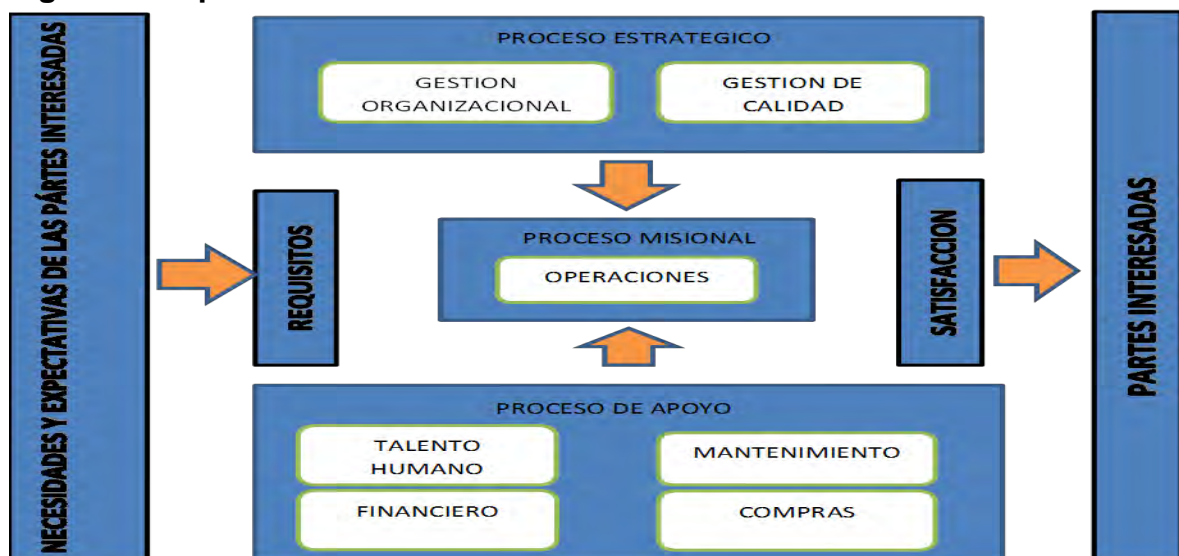 NECESIDADES Y EXPECTATIVAS DE LAS PÁRTES INTERESADAS
PROCESO ESTRATEGICO
GESTION
ORGANIZACIONAL
GESTION DE
CALIDAD
REQUISITOS
PROCESO MISIONAL
OPERACIONES
SATISFACCION
PARTES INTERESADAS
PROCESO DE APOYO
TALENTO
HUMANO
MANTENIMIENTO
FINANCIERO
COMPRAS